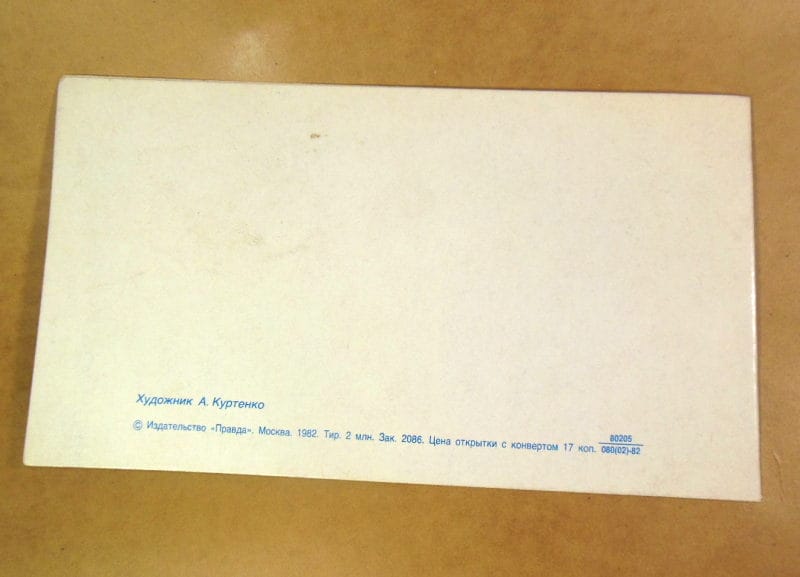 Художник А. Куртенко
© Издательство «Правда». Москва. 1982. Тир. 2 млн. Зак. 2086. Цена открытки с конвертом 17 коп.
80205
080(02)-82